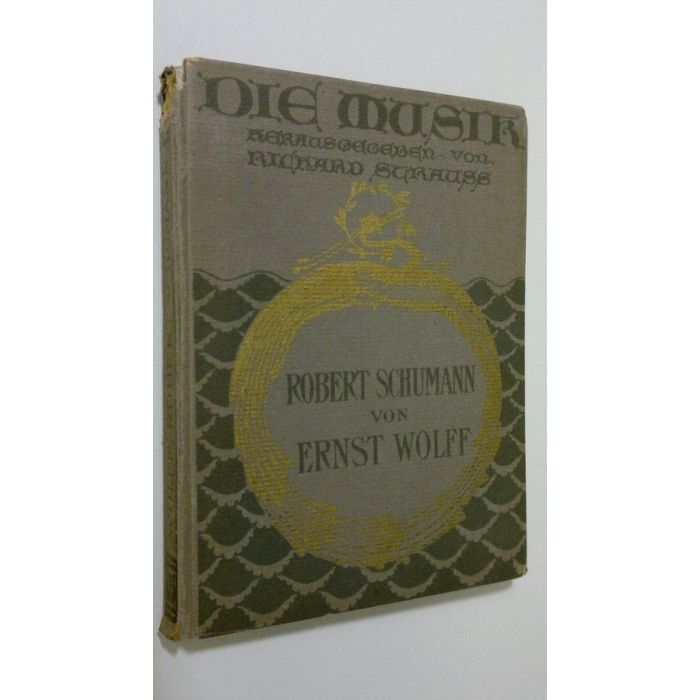 DIE MUSIK
HERAUSGEGEBEN VON
RICHARD STRAUSS
ROBERT SCHUMANN
VON
ERNST WOLFF